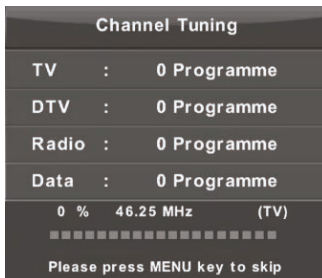 Channel Tuning
TV : 0 Programme
DTV : 0 Programme
Radio : 0 Programme
Data : 0 Programme
0 % 46.25 MHz (TV)
Please press MENU key to skip